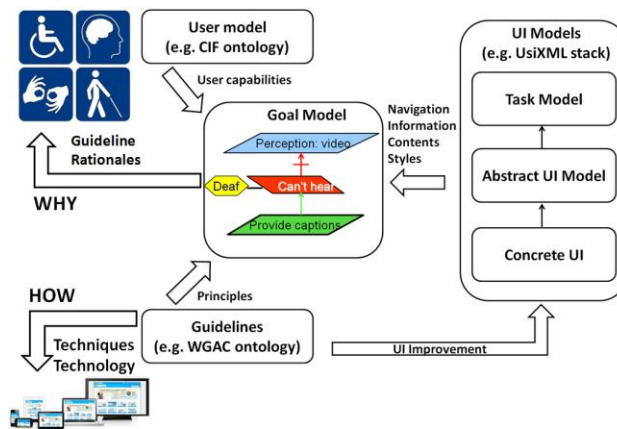 User model
(e.g. CIF ontology)
User capabilities
UI Models
(e.g. UsiXML stack)
Task Model
Abstract UI Model
Concrete UI
Goal Model
Perception: video
Deaf
Can't hear
Provide captions
Navigation
Information
Contents
Styles
Guideline
Rationales
WHY
HOW
Principles
Techniques
Technology
Guidelines
(e.g. WGAC ontology)
UI Improvement